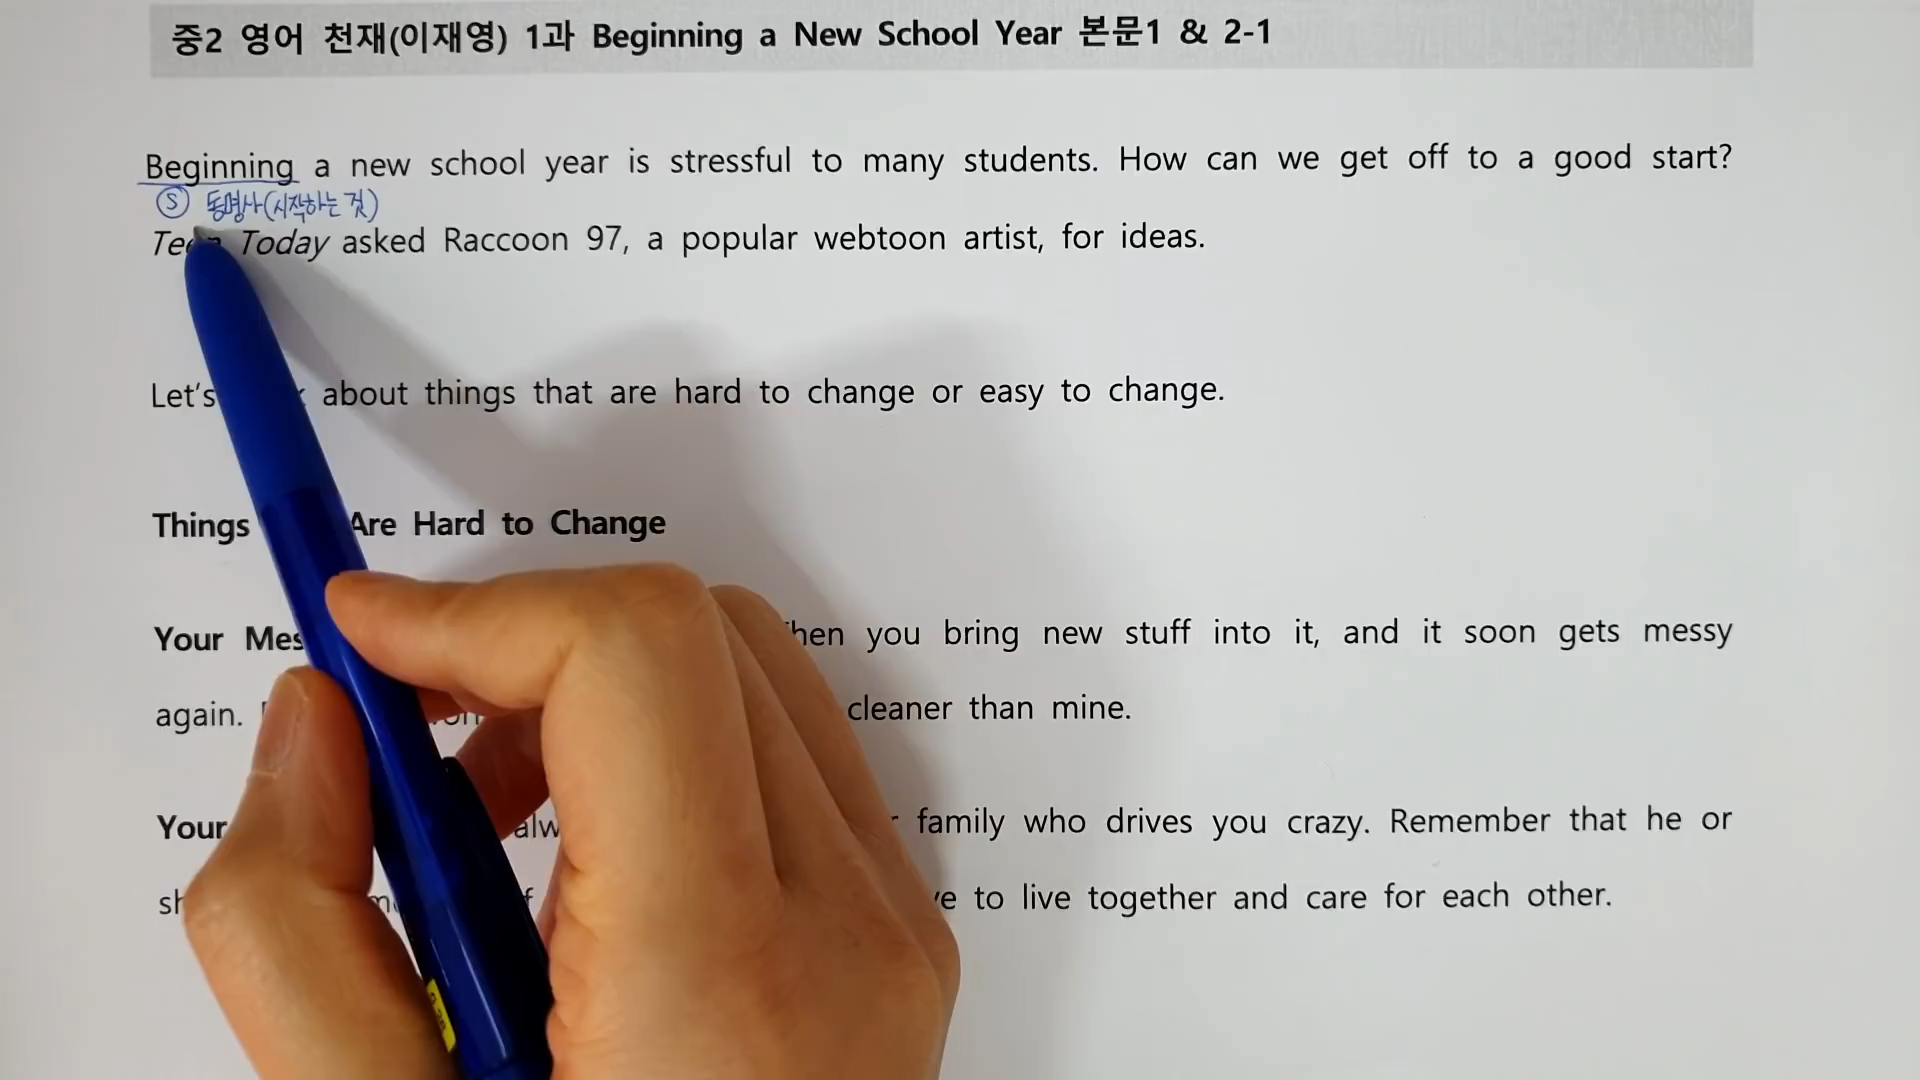 중2 영어 천재(이재영) 1과 Beginning a New School Year 본문1 & 2-1
Beginning a new school year is stressful to many students. How can we get off to a good start?
Ⓢ 동명사(시작하는 것)
Today asked Raccoon 97, a popular webtoon artist, for ideas.
Let's about things that are hard to change or easy to change.
Things Are Hard to Change
Your you bring new stuff into it, and it soon gets messy
again. cleaner than mine.
Your family who drives you crazy. Remember that he or
to live together and care for each other.